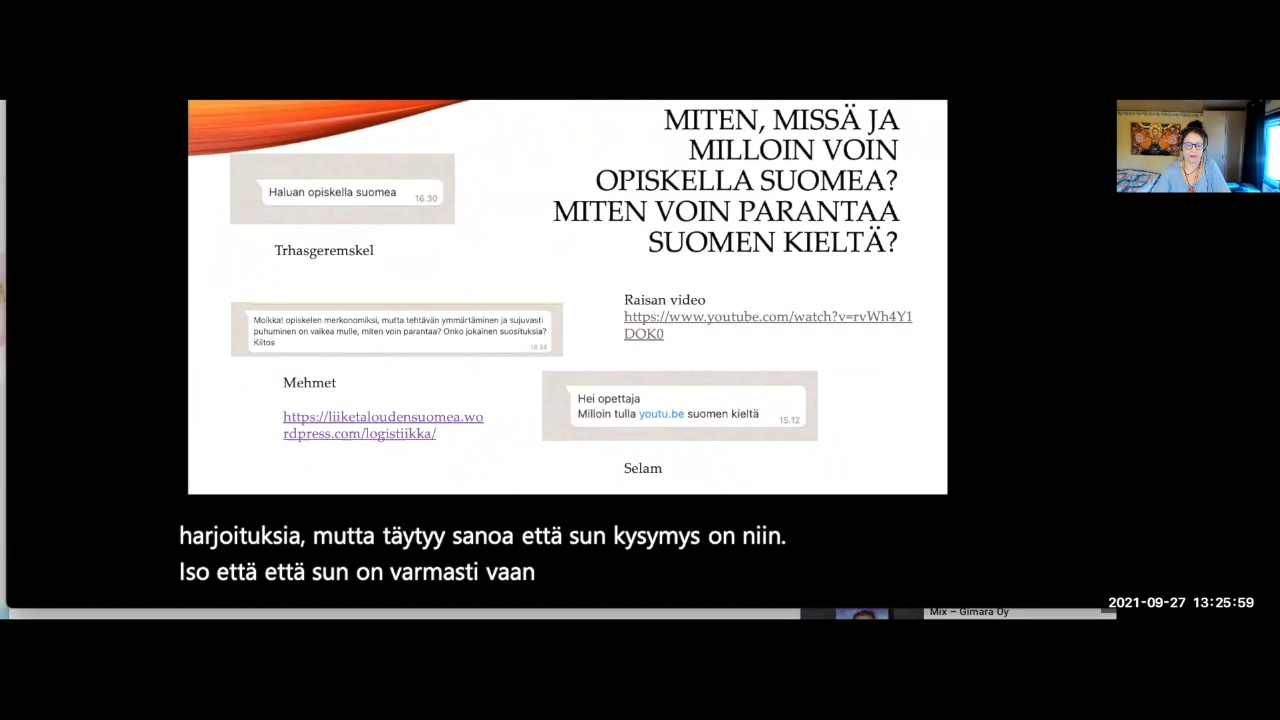 MITEN, MISSÄ JA
MILLOIN VOIN
OPISKELLA SUOMEA?
MITEN VOIN PARANTAA
SUOMEN KIELTÄ?
Haluan opiskella suomea
16.30
Trhasgeremskel
Moikka! opiskelen merkonomiksi, mutta tehtävän ymmärtäminen ja sujuvasti
puhuminen on vaikea mulle, miten voin parantaa? Onko jokainen suosituksia?
Kiitos
18.34
Mehmet
https://liiketaloudensuomea.wo
rdpress.com/logistiikka/
Raisan video
https://www.youtube.com/watch?v=rvWh4Y1
DOK0
Hei opettaja
Milloin tulla youtu.be suomen kieltä
15.12
Selam
harjoituksia, mutta täytyy sanoa että sun kysymys on niin.
Iso että että sun on varmasti vaan
2021-09-27 13:25:59
Mix – Gimara Oy